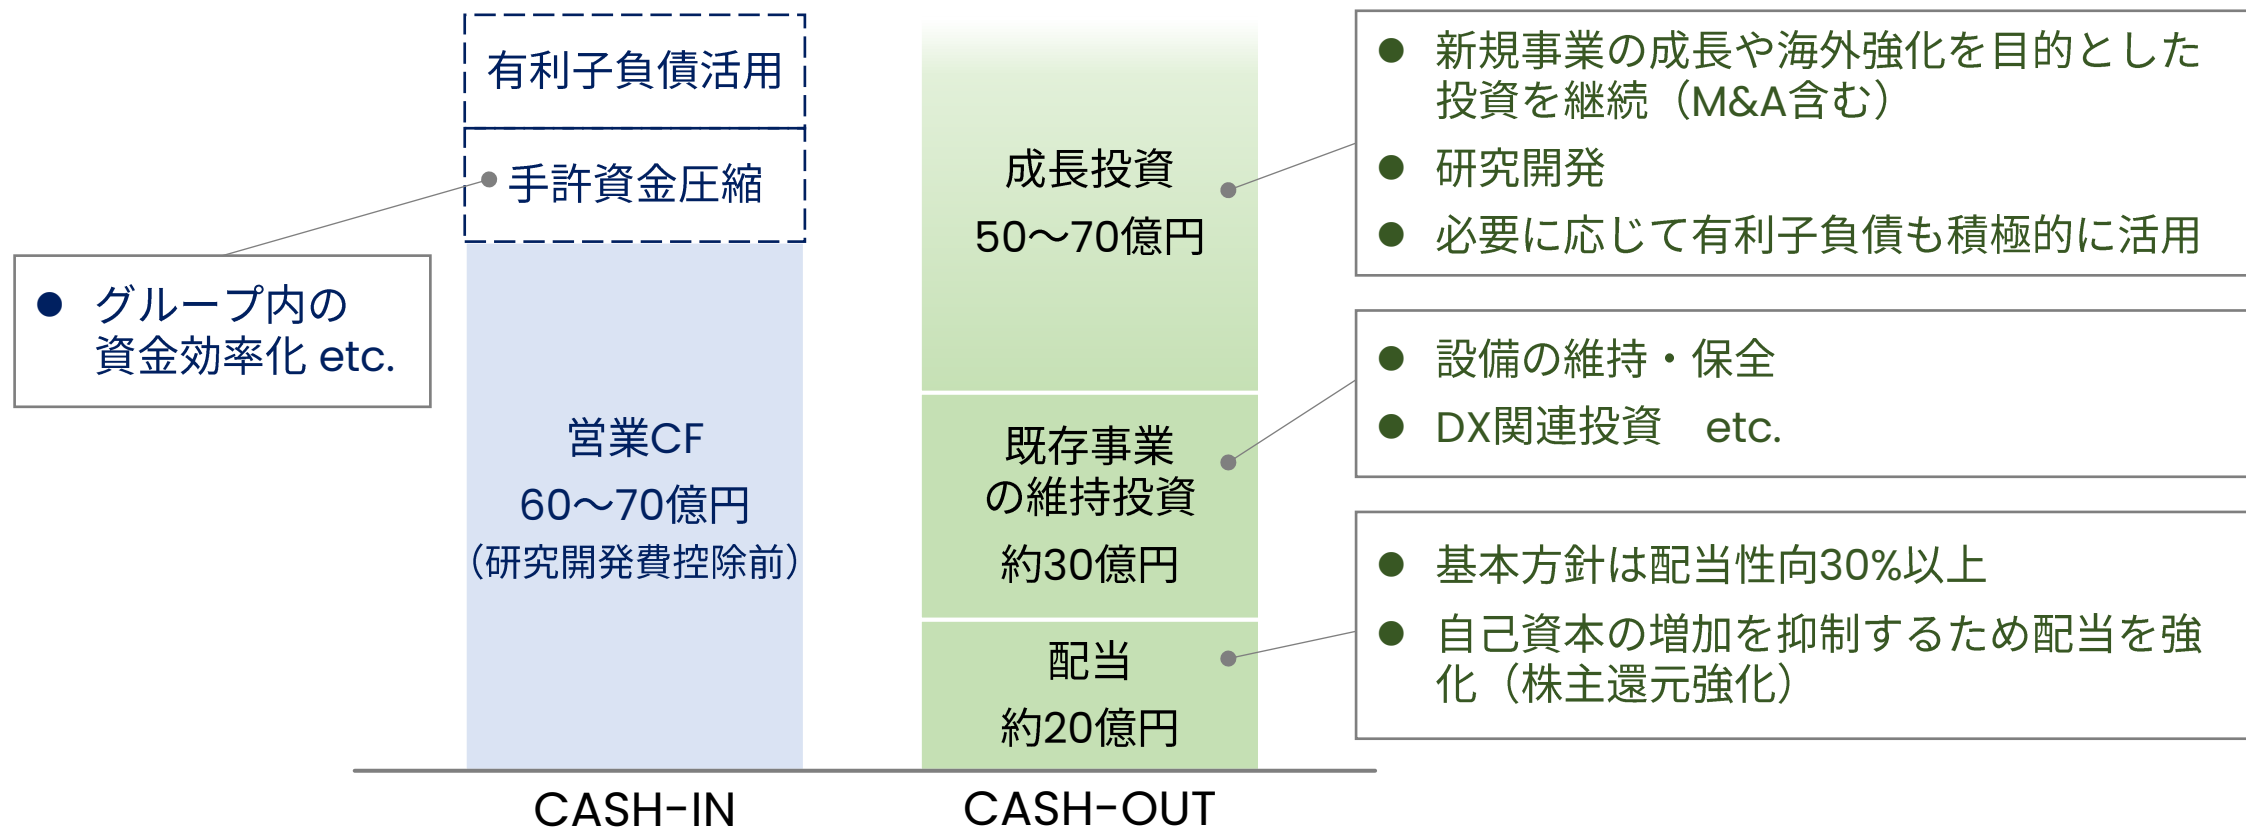 有利子負債活用
手許資金圧縮
● グループ内の
資金効率化 etc.
営業CF
60～70億円
（研究開発費控除前）
CASH-IN
成長投資
50～70億円
既存事業
の維持投資
約30億円
配当
約20億円
CASH-OUT
● 新規事業の成長や海外強化を目的とした
投資を継続（M&A含む）
● 研究開発
● 必要に応じて有利子負債も積極的に活用
● 設備の維持・保全
● DX関連投資　etc.
● 基本方針は配当性向30%以上
● 自己資本の増加を抑制するため配当を強
化（株主還元強化）